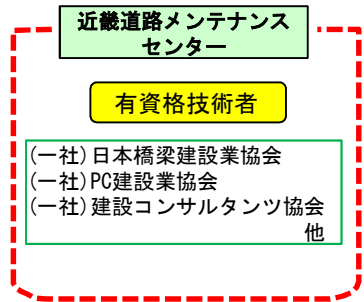 近畿道路メンテナンス
センター
有資格技術者
(一社)日本橋梁建設業協会
(一社)PC建設業協会
(一社)建設コンサルタンツ協会
他